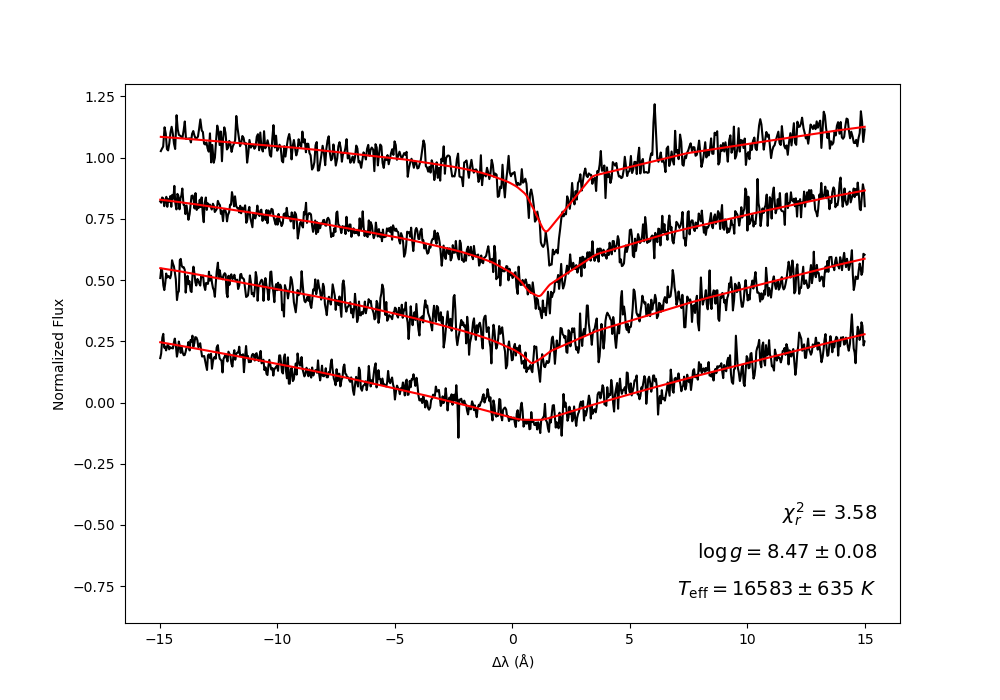 1.25
1.00
0.75
0.50
0.25
0.00
−0.25
−0.50
−0.75
Normalized Flux
χ²ᵣ = 3.58
log g = 8.47 ± 0.08
T_eff = 16583 ± 635 K
−15 −10 −5 0 5 10 15
Δλ (Å)